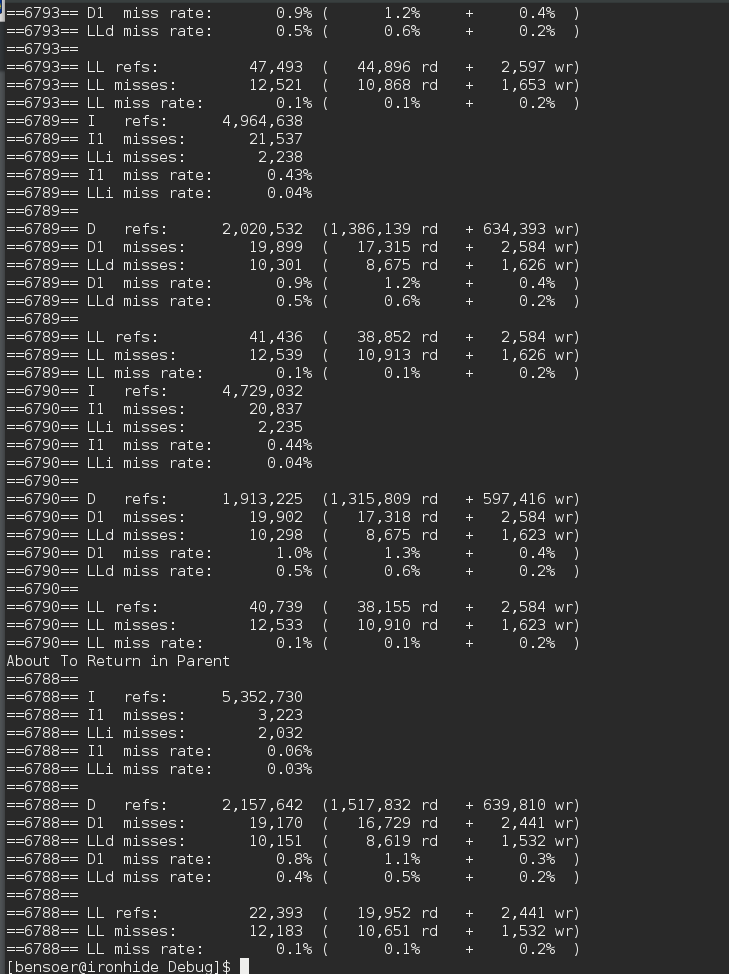 ==6793== D1  miss rate:       0.9% (      1.2%     +     0.4%  )
==6793== LLd miss rate:       0.5% (      0.6%     +     0.2%  )
==6793==
==6793== LL refs:          47,493  (   44,896 rd   +   2,597 wr)
==6793== LL misses:        12,521  (   10,868 rd   +   1,653 wr)
==6793== LL miss rate:        0.1% (      0.1%     +     0.2%  )
==6789== I   refs:      4,964,638
==6789== I1  misses:       21,537
==6789== LLi misses:        2,238
==6789== I1  miss rate:      0.43%
==6789== LLi miss rate:      0.04%
==6789==
==6789== D   refs:      2,020,532  (1,386,139 rd   + 634,393 wr)
==6789== D1  misses:       19,899  (   17,315 rd   +   2,584 wr)
==6789== LLd misses:       10,301  (    8,675 rd   +   1,626 wr)
==6789== D1  miss rate:       0.9% (      1.2%     +     0.4%  )
==6789== LLd miss rate:       0.5% (      0.6%     +     0.2%  )
==6789==
==6789== LL refs:          41,436  (   38,852 rd   +   2,584 wr)
==6789== LL misses:        12,539  (   10,913 rd   +   1,626 wr)
==6789== LL miss rate:        0.1% (      0.1%     +     0.2%  )
==6790== I   refs:      4,729,032
==6790== I1  misses:       20,837
==6790== LLi misses:        2,235
==6790== I1  miss rate:      0.44%
==6790== LLi miss rate:      0.04%
==6790==
==6790== D   refs:      1,913,225  (1,315,809 rd   + 597,416 wr)
==6790== D1  misses:       19,902  (   17,318 rd   +   2,584 wr)
==6790== LLd misses:       10,298  (    8,675 rd   +   1,623 wr)
==6790== D1  miss rate:       1.0% (      1.3%     +     0.4%  )
==6790== LLd miss rate:       0.5% (      0.6%     +     0.2%  )
==6790==
==6790== LL refs:          40,739  (   38,155 rd   +   2,584 wr)
==6790== LL misses:        12,533  (   10,910 rd   +   1,623 wr)
==6790== LL miss rate:        0.1% (      0.1%     +     0.2%  )
About To Return in Parent
==6788==
==6788== I   refs:      5,352,730
==6788== I1  misses:        3,223
==6788== LLi misses:        2,032
==6788== I1  miss rate:      0.06%
==6788== LLi miss rate:      0.03%
==6788==
==6788== D   refs:      2,157,642  (1,517,832 rd   + 639,810 wr)
==6788== D1  misses:       19,170  (   16,729 rd   +   2,441 wr)
==6788== LLd misses:       10,151  (    8,619 rd   +   1,532 wr)
==6788== D1  miss rate:       0.8% (      1.1%     +     0.3%  )
==6788== LLd miss rate:       0.4% (      0.5%     +     0.2%  )
==6788==
==6788== LL refs:          22,393  (   19,952 rd   +   2,441 wr)
==6788== LL misses:        12,183  (   10,651 rd   +   1,532 wr)
==6788== LL miss rate:        0.1% (      0.1%     +     0.2%  )
[bensoer@ironhide Debug]$